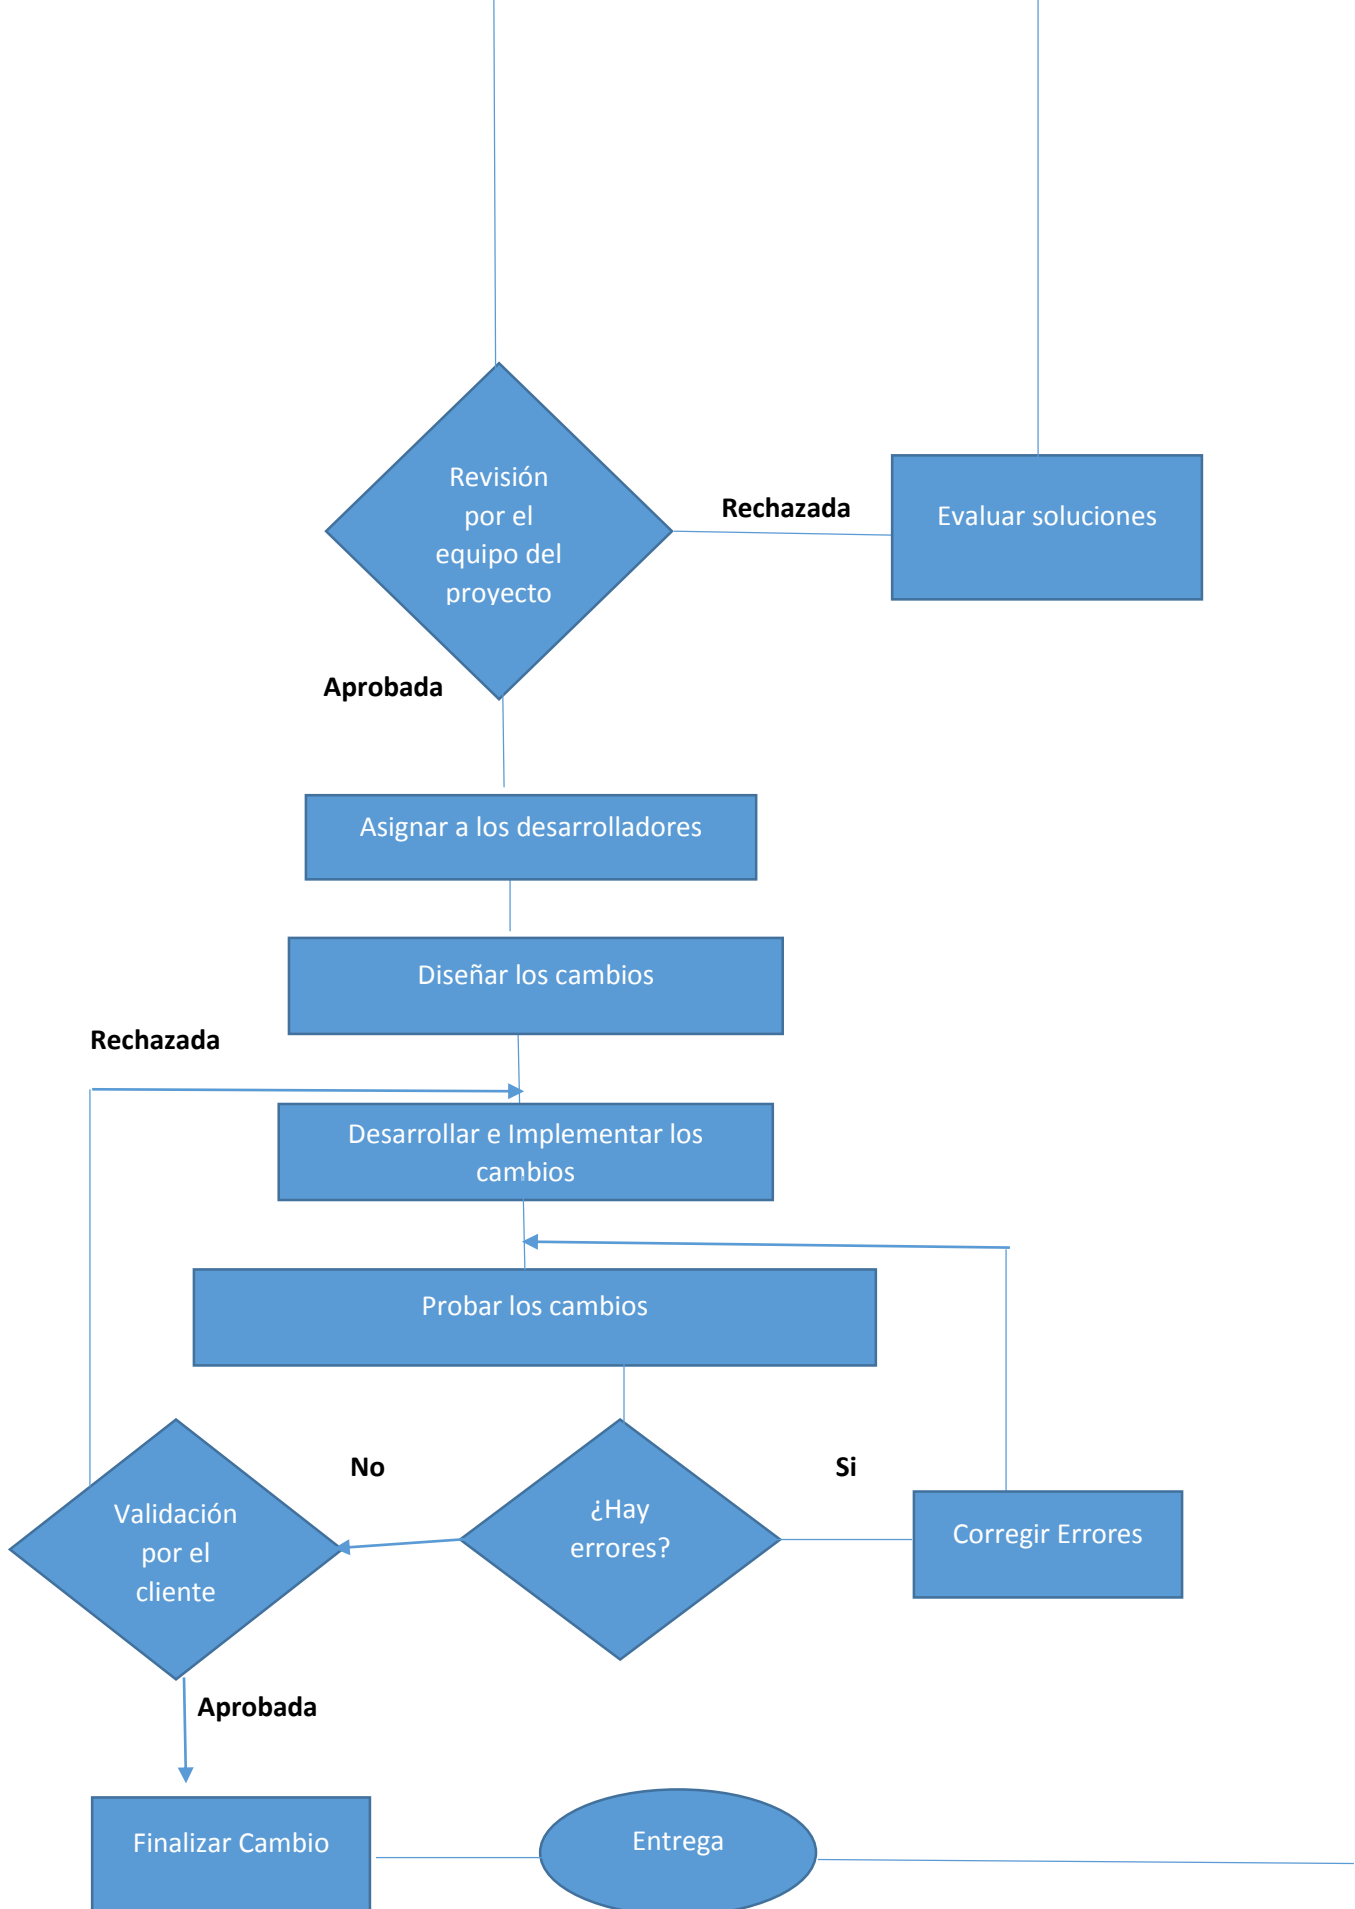 Revisión
por el
equipo del
proyecto
Rechazada
Evaluar soluciones
Aprobada
Asignar a los desarrolladores
Diseñar los cambios
Rechazada
Desarrollar e Implementar los
cambios
Probar los cambios
No
Si
Validación
por el
cliente
¿Hay
errores?
Corregir Errores
Aprobada
Finalizar Cambio
Entrega